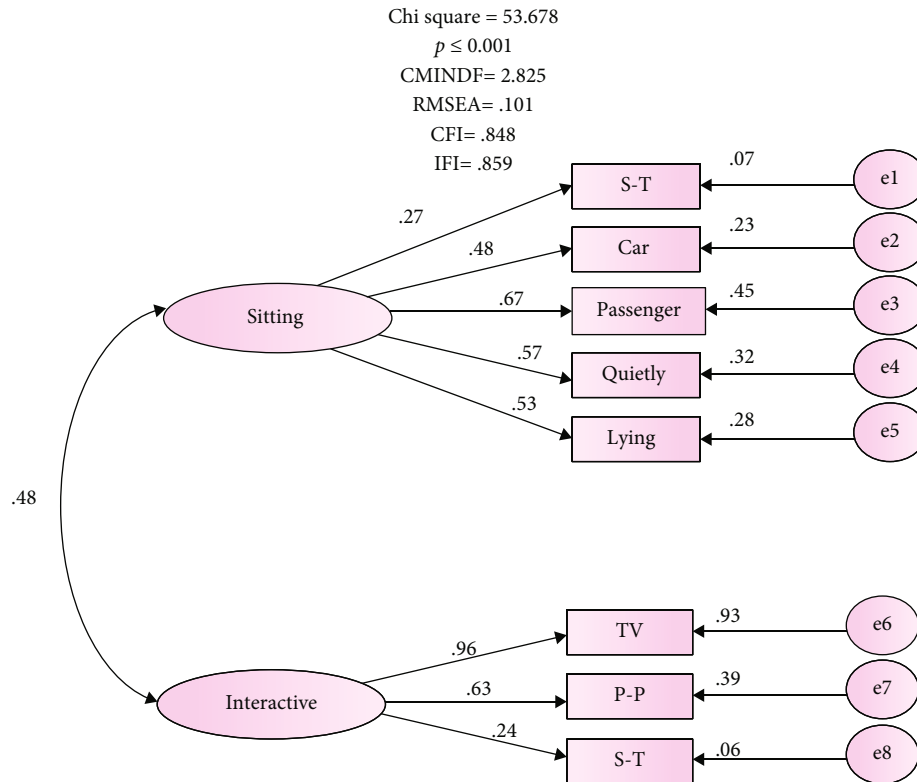 Chi square = 53.678
p ≤ 0.001
CMINDF= 2.825
RMSEA= .101
CFI= .848
IFI= .859
.27
S-T
.07
e1
.48
Car
.23
e2
Sitting
.67
Passenger
.45
e3
.57
Quietly
.32
e4
.53
Lying
.28
e5
.48
.96
TV
.93
e6
Interactive
.63
P-P
.39
e7
.24
S-T
.06
e8